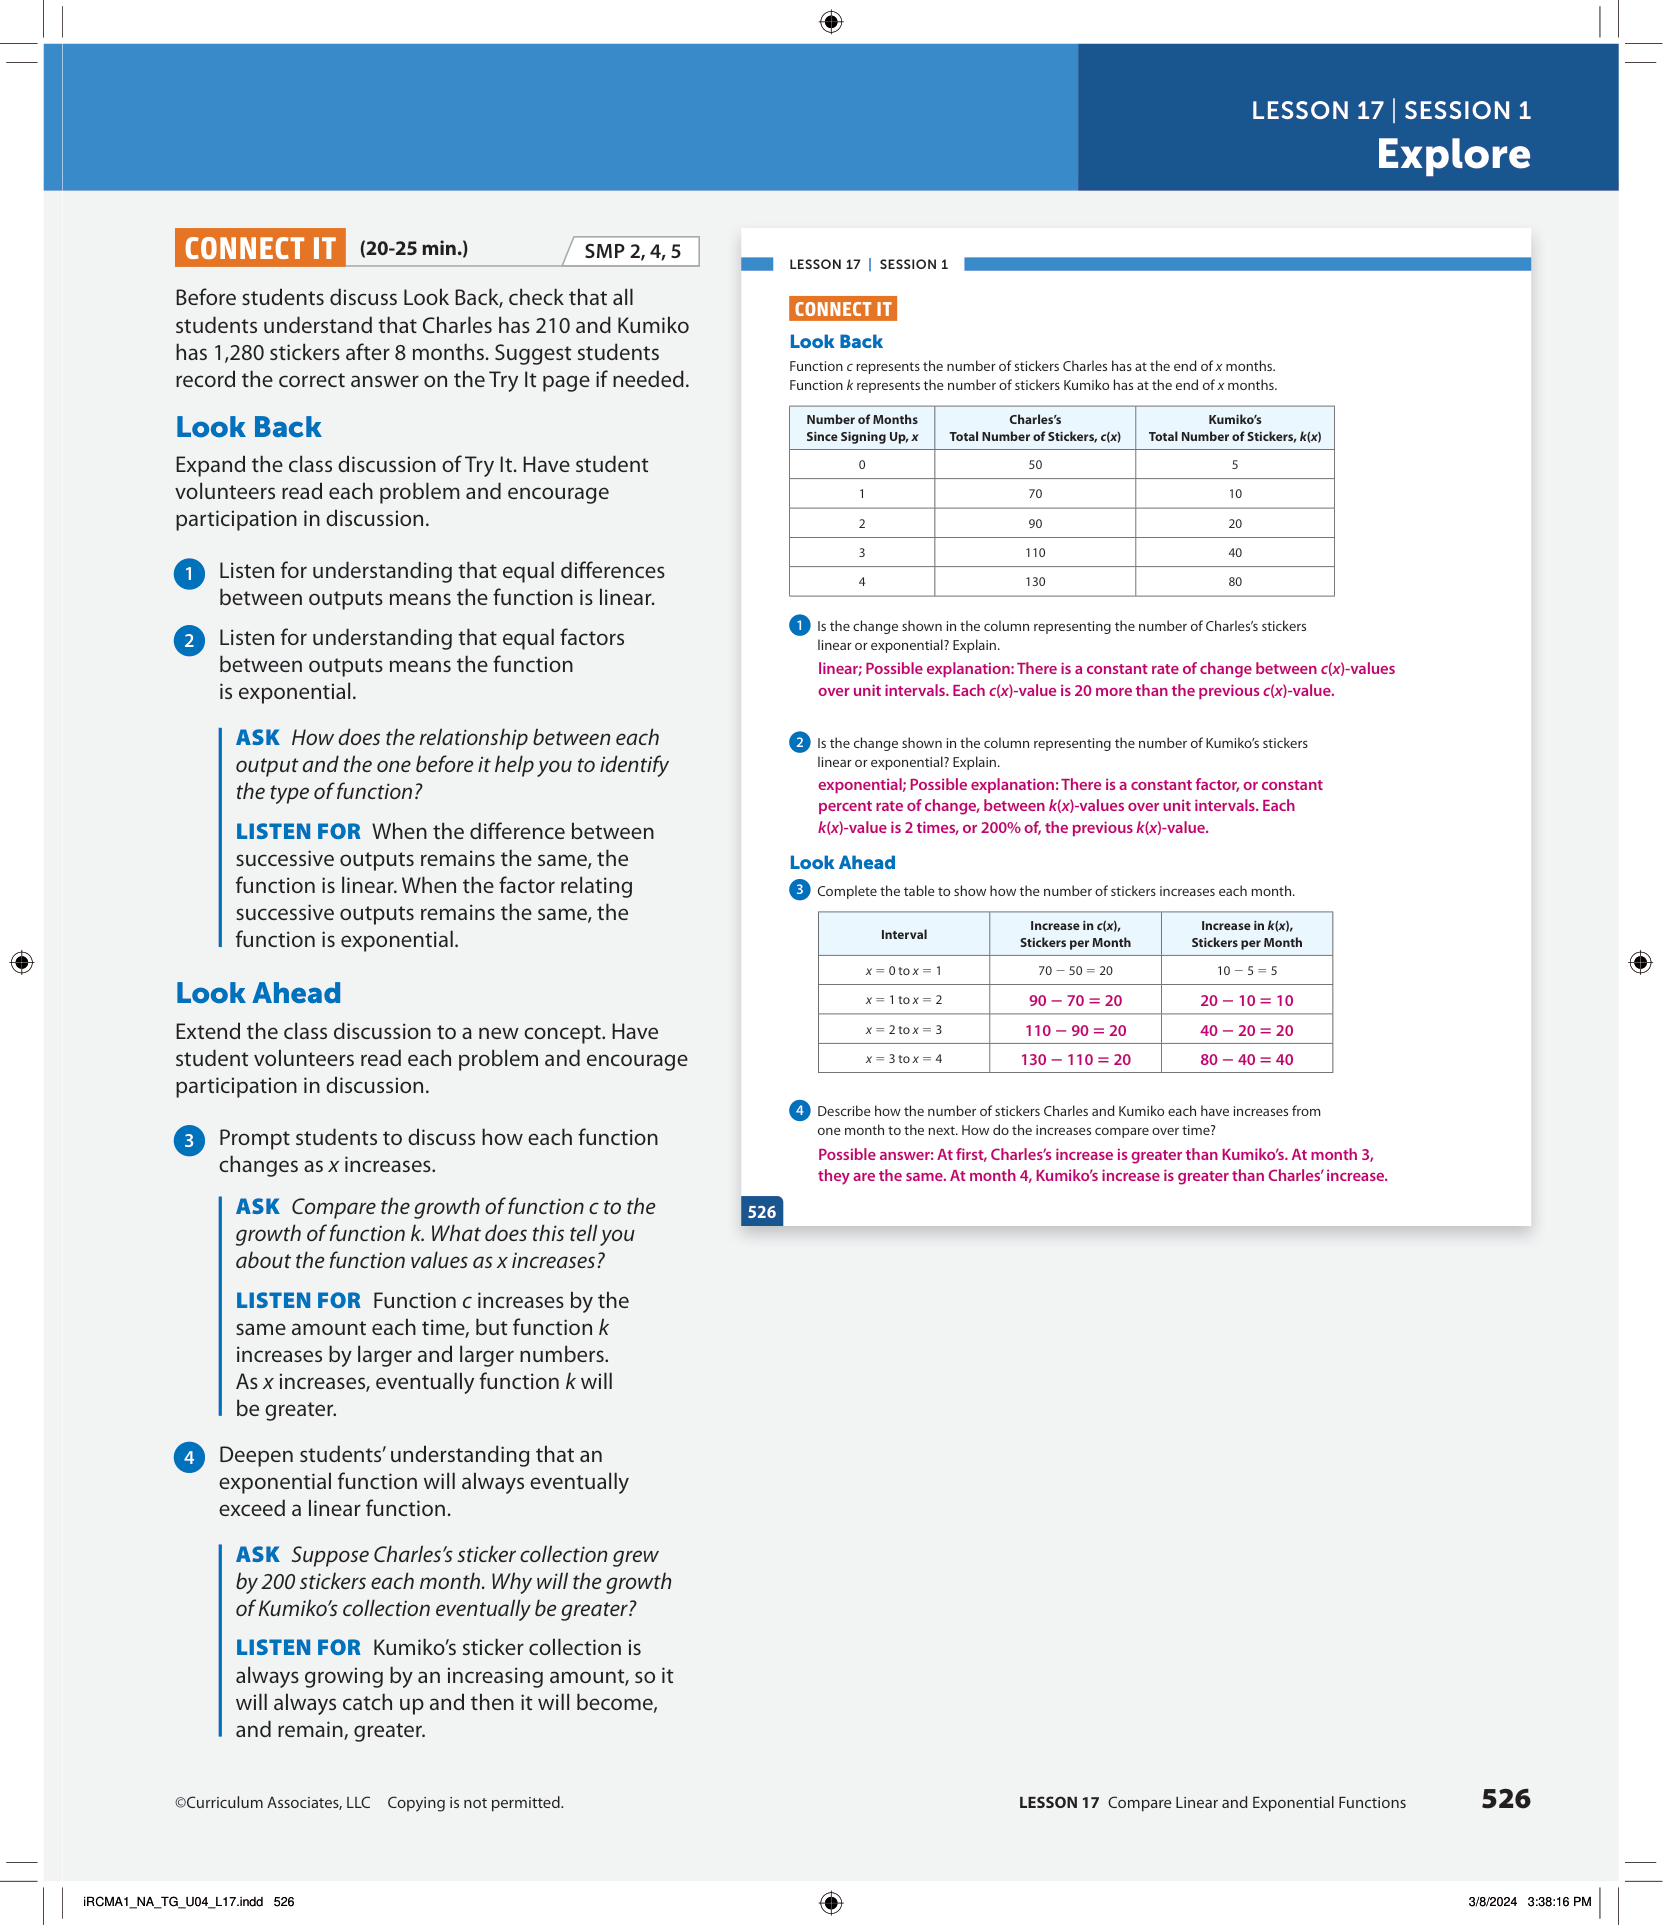 LESSON 17 | SESSION 1
Explore
CONNECT IT (20-25 min.) SMP 2, 4, 5
Before students discuss Look Back, check that all
students understand that Charles has 210 and Kumiko
has 1,280 stickers after 8 months. Suggest students
record the correct answer on the Try It page if needed.
Look Back
Expand the class discussion of Try It. Have student
volunteers read each problem and encourage
participation in discussion.
1 Listen for understanding that equal differences
between outputs means the function is linear.
2 Listen for understanding that equal factors
between outputs means the function
is exponential.
ASK How does the relationship between each
output and the one before it help you to identify
the type of function?
LISTEN FOR When the difference between
successive outputs remains the same, the
function is linear. When the factor relating
successive outputs remains the same, the
function is exponential.
Look Ahead
Extend the class discussion to a new concept. Have
student volunteers read each problem and encourage
participation in discussion.
3 Prompt students to discuss how each function
changes as x increases.
ASK Compare the growth of function c to the
growth of function k. What does this tell you
about the function values as x increases?
LISTEN FOR Function c increases by the
same amount each time, but function k
increases by larger and larger numbers.
As x increases, eventually function k will
be greater.
4 Deepen students’ understanding that an
exponential function will always eventually
exceed a linear function.
ASK Suppose Charles’s sticker collection grew
by 200 stickers each month. Why will the growth
of Kumiko’s collection eventually be greater?
LISTEN FOR Kumiko’s sticker collection is
always growing by an increasing amount, so it
will always catch up and then it will become,
and remain, greater.
LESSON 17 | SESSION 1
CONNECT IT
Look Back
Function c represents the number of stickers Charles has at the end of x months.
Function k represents the number of stickers Kumiko has at the end of x months.
Number of Months Charles’s Kumiko’s
Since Signing Up, x Total Number of Stickers, c(x) Total Number of Stickers, k(x)
0 50 5
1 70 10
2 90 20
3 110 40
4 130 80
1 Is the change shown in the column representing the number of Charles’s stickers
linear or exponential? Explain.
linear; Possible explanation: There is a constant rate of change between c(x)-values
over unit intervals. Each c(x)-value is 20 more than the previous c(x)-value.
2 Is the change shown in the column representing the number of Kumiko’s stickers
linear or exponential? Explain.
exponential; Possible explanation: There is a constant factor, or constant
percent rate of change, between k(x)-values over unit intervals. Each
k(x)-value is 2 times, or 200% of, the previous k(x)-value.
Look Ahead
3 Complete the table to show how the number of stickers increases each month.
Interval Increase in c(x), Increase in k(x),
Stickers per Month Stickers per Month
x = 0 to x = 1 70 − 50 = 20 10 − 5 = 5
x = 1 to x = 2 90 − 70 = 20 20 − 10 = 10
x = 2 to x = 3 110 − 90 = 20 40 − 20 = 20
x = 3 to x = 4 130 − 110 = 20 80 − 40 = 40
4 Describe how the number of stickers Charles and Kumiko each have increases from
one month to the next. How do the increases compare over time?
Possible answer: At first, Charles’s increase is greater than Kumiko’s. At month 3,
they are the same. At month 4, Kumiko’s increase is greater than Charles’ increase.
526
©Curriculum Associates, LLC Copying is not permitted.
LESSON 17 Compare Linear and Exponential Functions 526
iRCMA1_NA_TG_U04_L17.indd 526
3/8/2024 3:38:16 PM